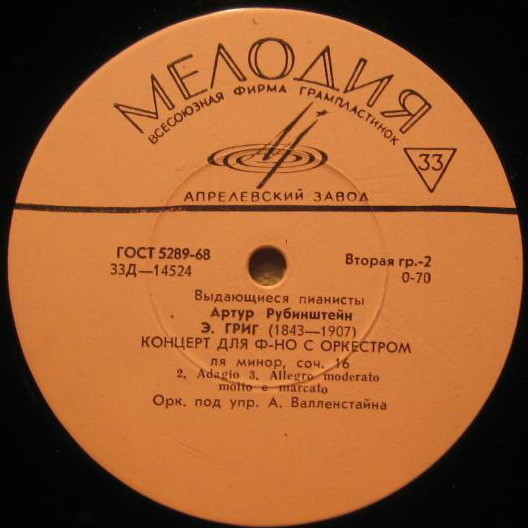 МЕЛОДИЯ
ВСЕСОЮЗНАЯ ФИРМА ГРАМПЛАСТИНОК
33
АПРЕЛЕВСКИЙ ЗАВОД
ГОСТ 5289-68
33Д—14524
Вторая гр.-2
0-70
Выдающиеся пианисты
Артур Рубинштейн
Э. ГРИГ (1843—1907)
КОНЦЕРТ ДЛЯ Ф-НО С ОРКЕСТРОМ
ля минор, соч. 16
2. Adagio 3. Allegro moderato
molto e marcato
Орк. под упр. А. Валленстайна